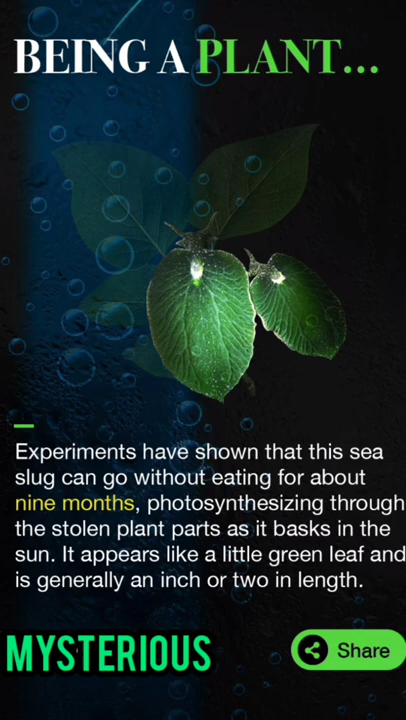 BEING A PLANT...
Experiments have shown that this sea
slug can go without eating for about
nine months, photosynthesizing through
the stolen plant parts as it basks in the
sun. It appears like a little green leaf and
is generally an inch or two in length.
MYSTERIOUS
Share